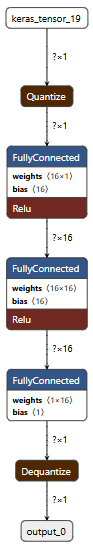 keras_tensor_19
?×1
Quantize
?×1
FullyConnected
weights ⟨16×1⟩
bias ⟨16⟩
Relu
?×16
FullyConnected
weights ⟨16×16⟩
bias ⟨16⟩
Relu
?×16
FullyConnected
weights ⟨1×16⟩
bias ⟨1⟩
?×1
Dequantize
?×1
output_0